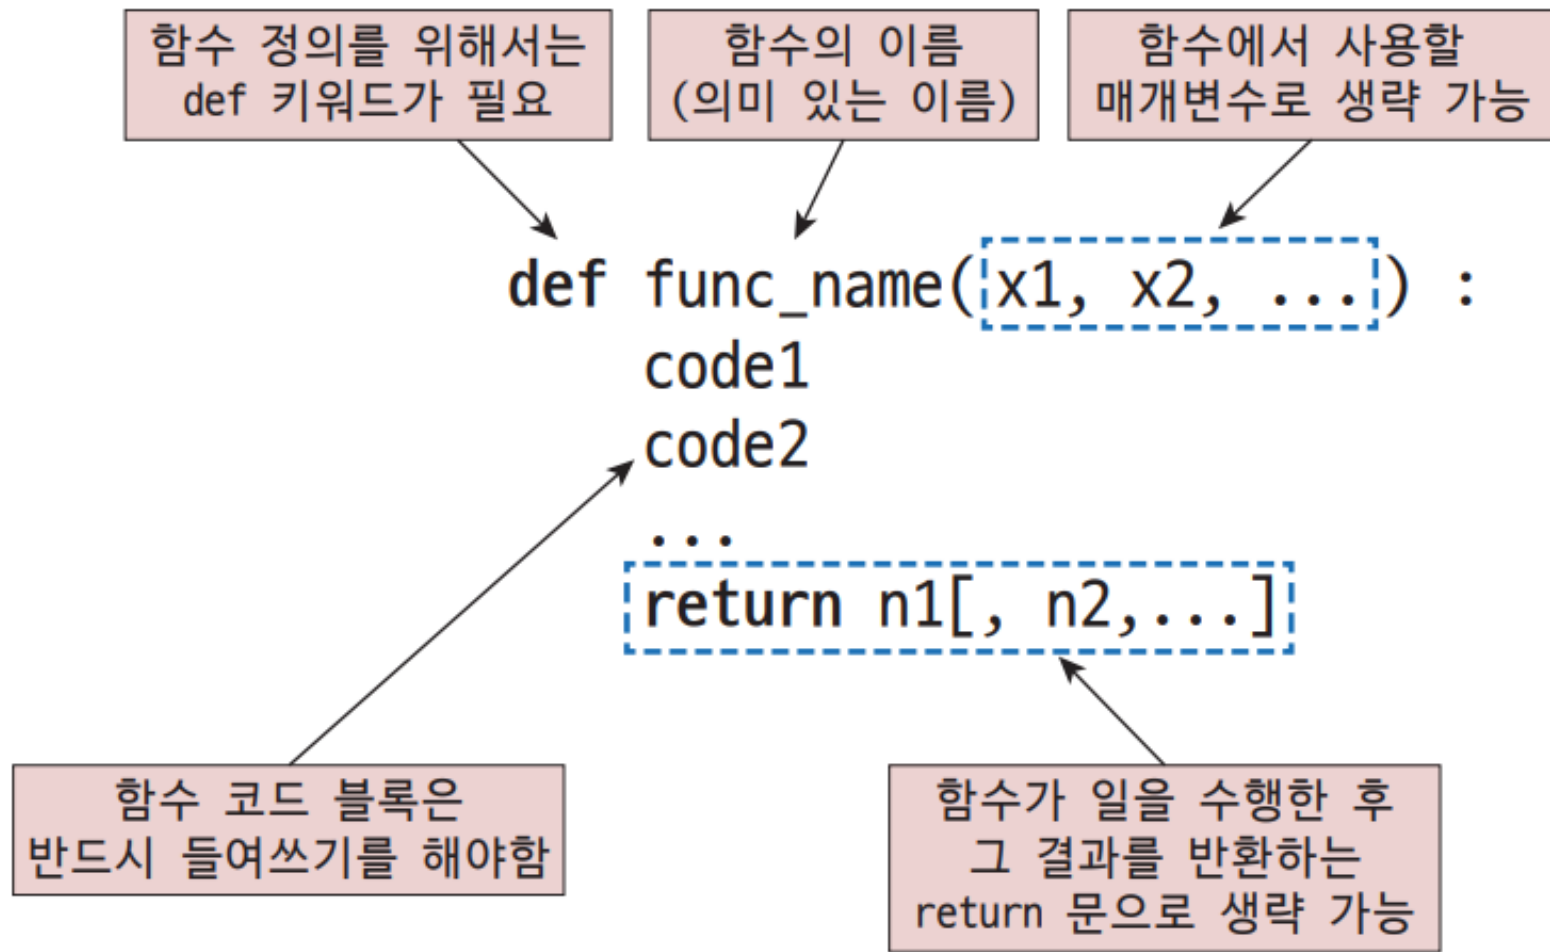 함수 정의를 위해서는
def 키워드가 필요
함수의 이름
(의미 있는 이름)
함수에서 사용할
매개변수로 생략 가능
def func_name(x1, x2, ...) :
code1
code2
...
return n1[, n2,...]
함수 코드 블록은
반드시 들여쓰기를 해야함
함수가 일을 수행한 후
그 결과를 반환하는
return 문으로 생략 가능